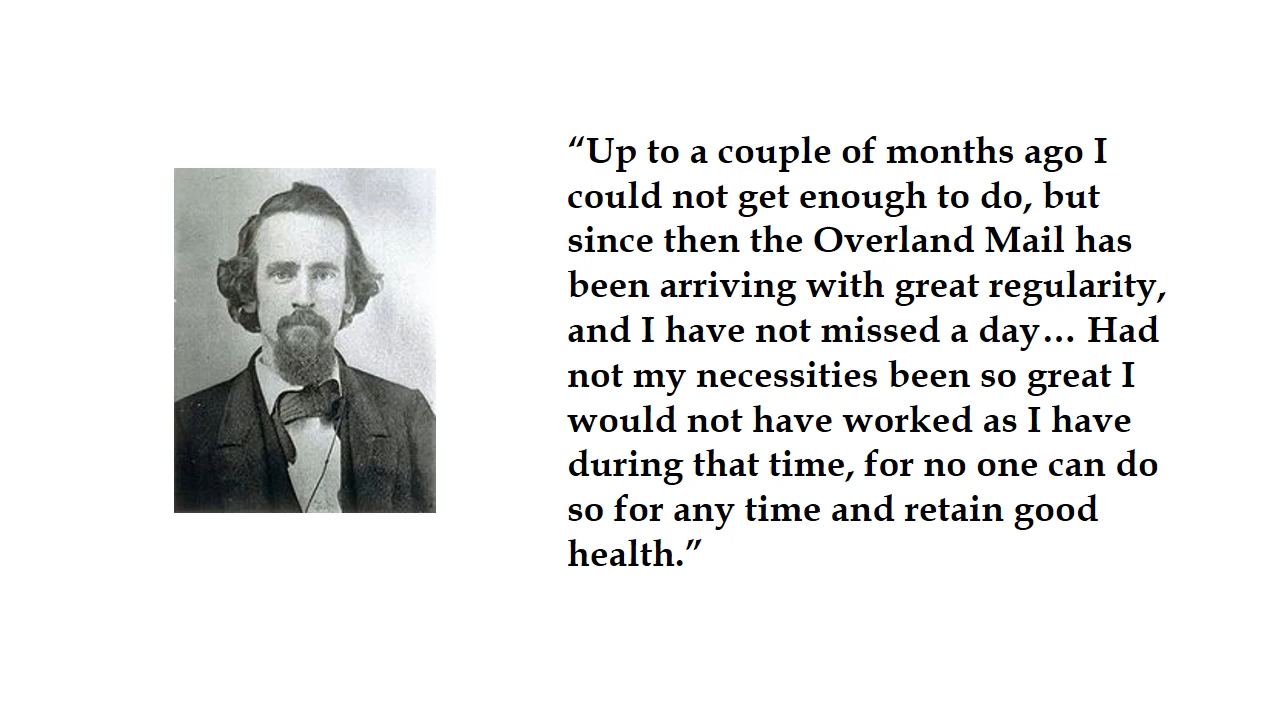 “Up to a couple of months ago I
could not get enough to do, but
since then the Overland Mail has
been arriving with great regularity,
and I have not missed a day… Had
not my necessities been so great I
would not have worked as I have
during that time, for no one can do
so for any time and retain good
health.”